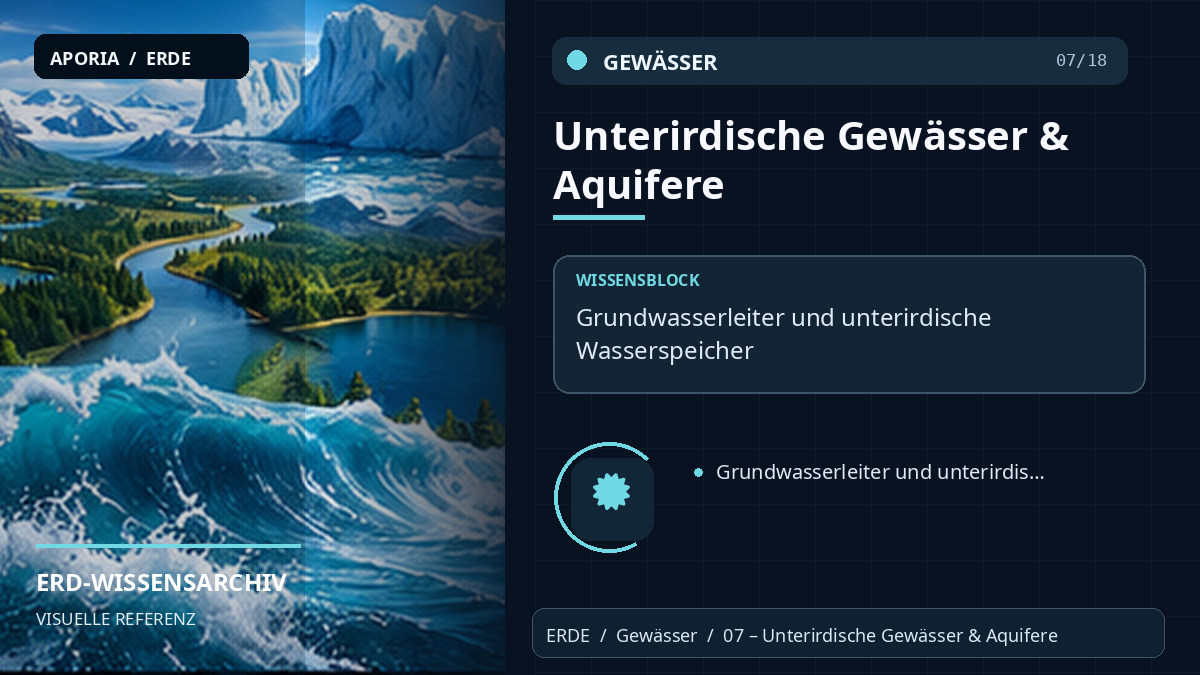 APORIA / ERDE
ERD-WISSENSARCHIV
VISUELLE REFERENZ
GEWÄSSER
07/18
Unterirdische Gewässer &
Aquifere
WISSENSBLOCK
Grundwasserleiter und unterirdische
Wasserspeicher
Grundwasserleiter und unterirdis...
ERDE / Gewässer / 07 – Unterirdische Gewässer & Aquifere